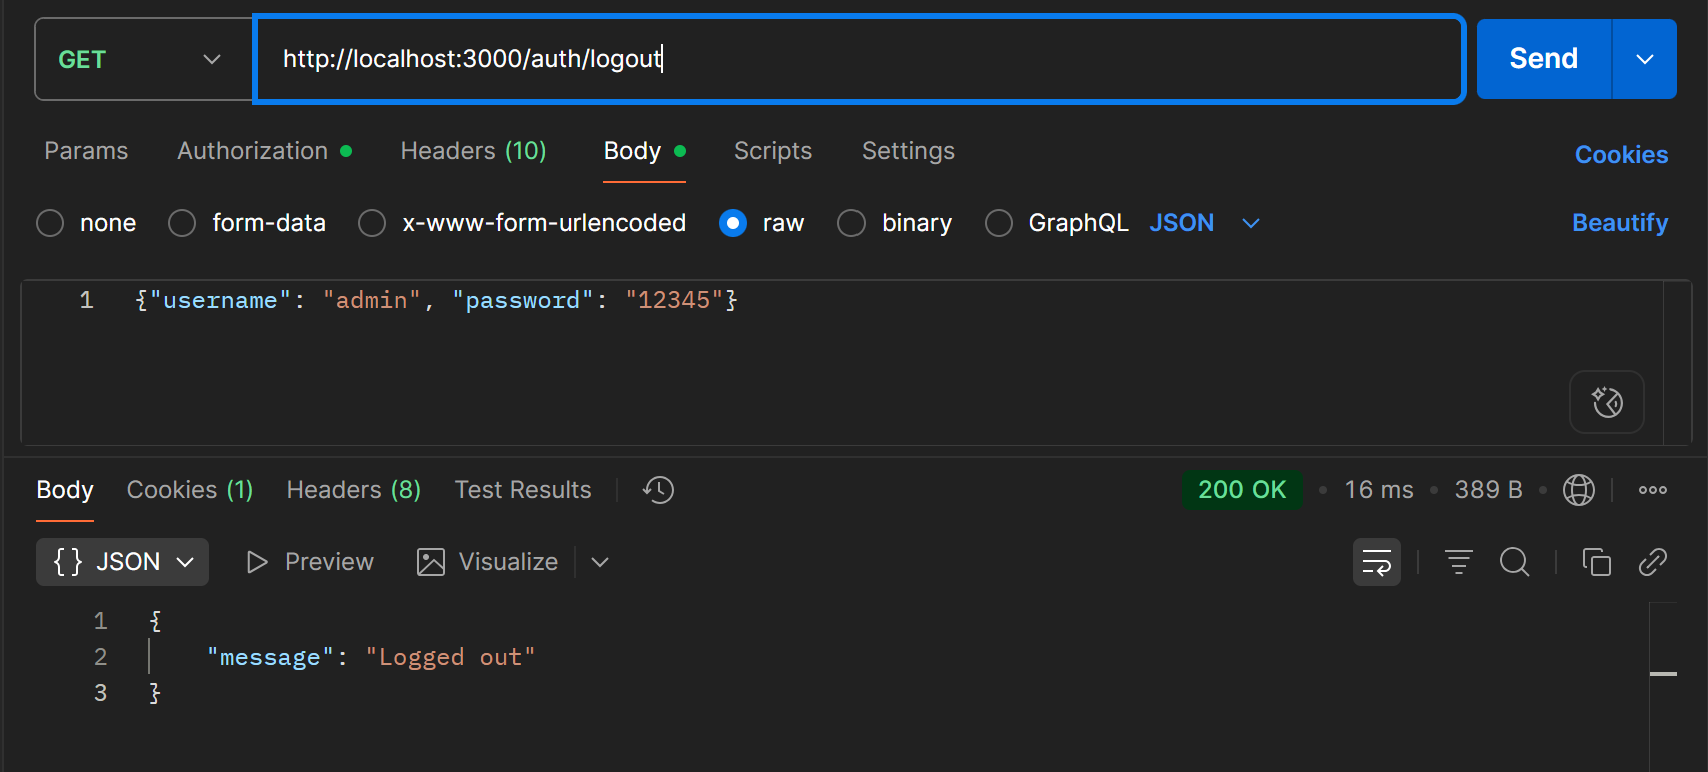 GET http://localhost:3000/auth/logout Send
Params Authorization Headers (10) Body Scripts Settings Cookies
none form-data x-www-form-urlencoded raw binary GraphQL JSON Beautify
1 {"username": "admin", "password": "12345"}
Body Cookies (1) Headers (8) Test Results 200 OK 16 ms 389 B
{} JSON Preview Visualize
1 {
2 "message": "Logged out"
3 }